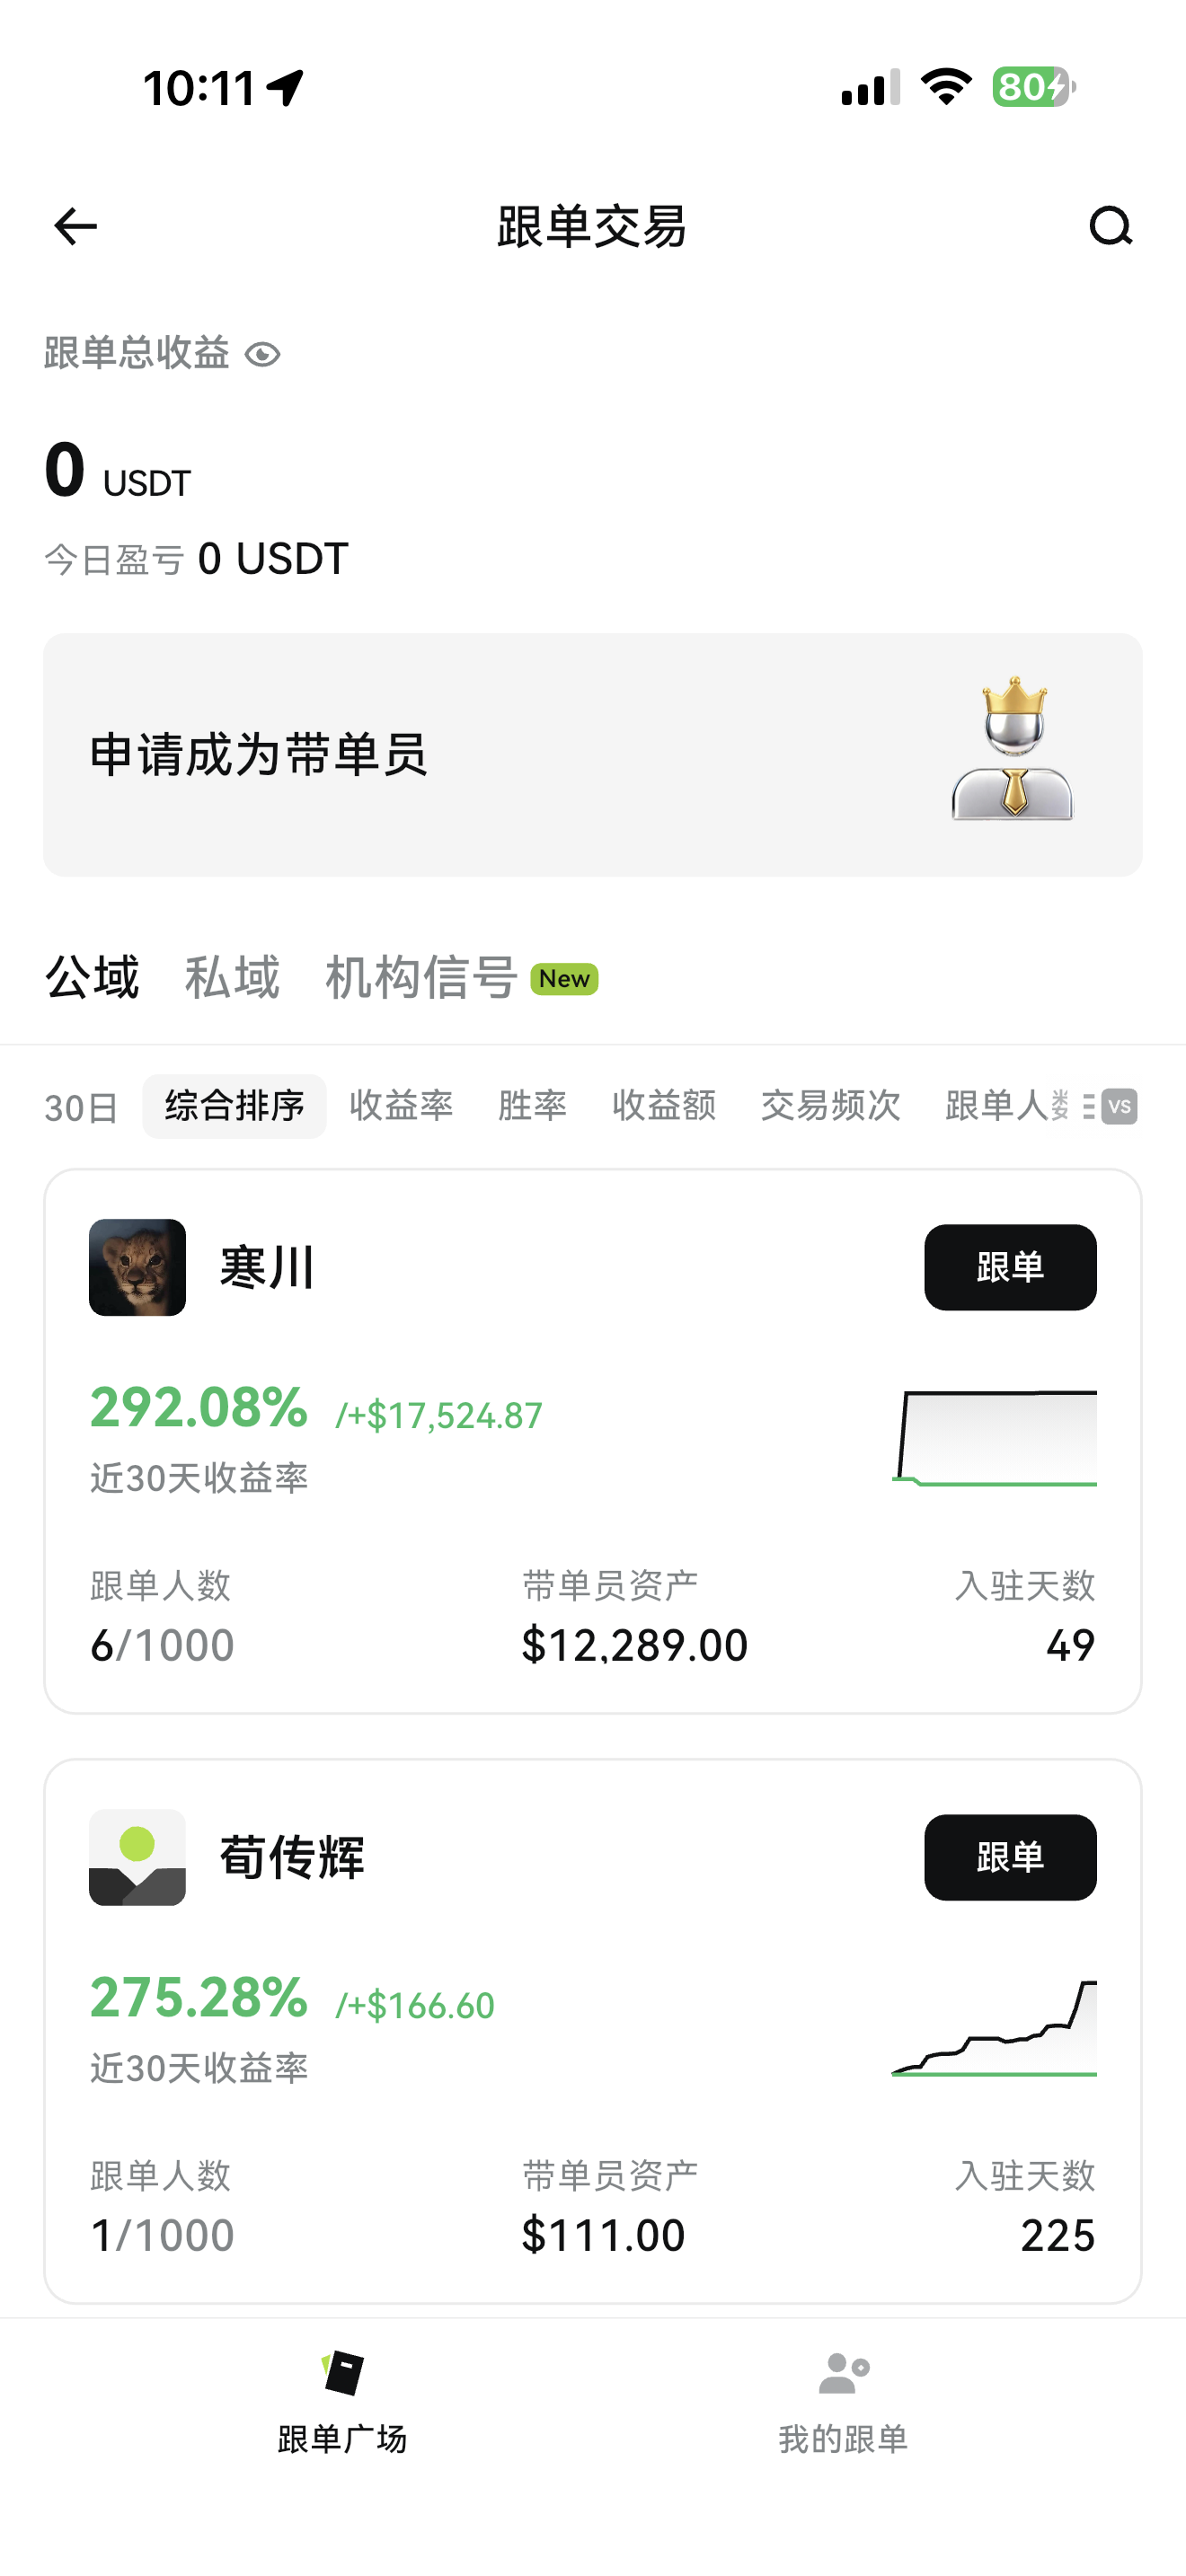 10:11
80
跟单交易
跟单总收益
0 USDT
今日盈亏 0 USDT
申请成为带单员
公域 私域 机构信号 New
30日 综合排序 收益率 胜率 收益额 交易频次 跟单人数 VS
寒川 跟单
292.08% /+$17,524.87
近30天收益率
跟单人数 带单员资产 入驻天数
6/1000 $12,289.00 49
荀传辉 跟单
275.28% /+$166.60
近30天收益率
跟单人数 带单员资产 入驻天数
1/1000 $111.00 225
跟单广场 我的跟单